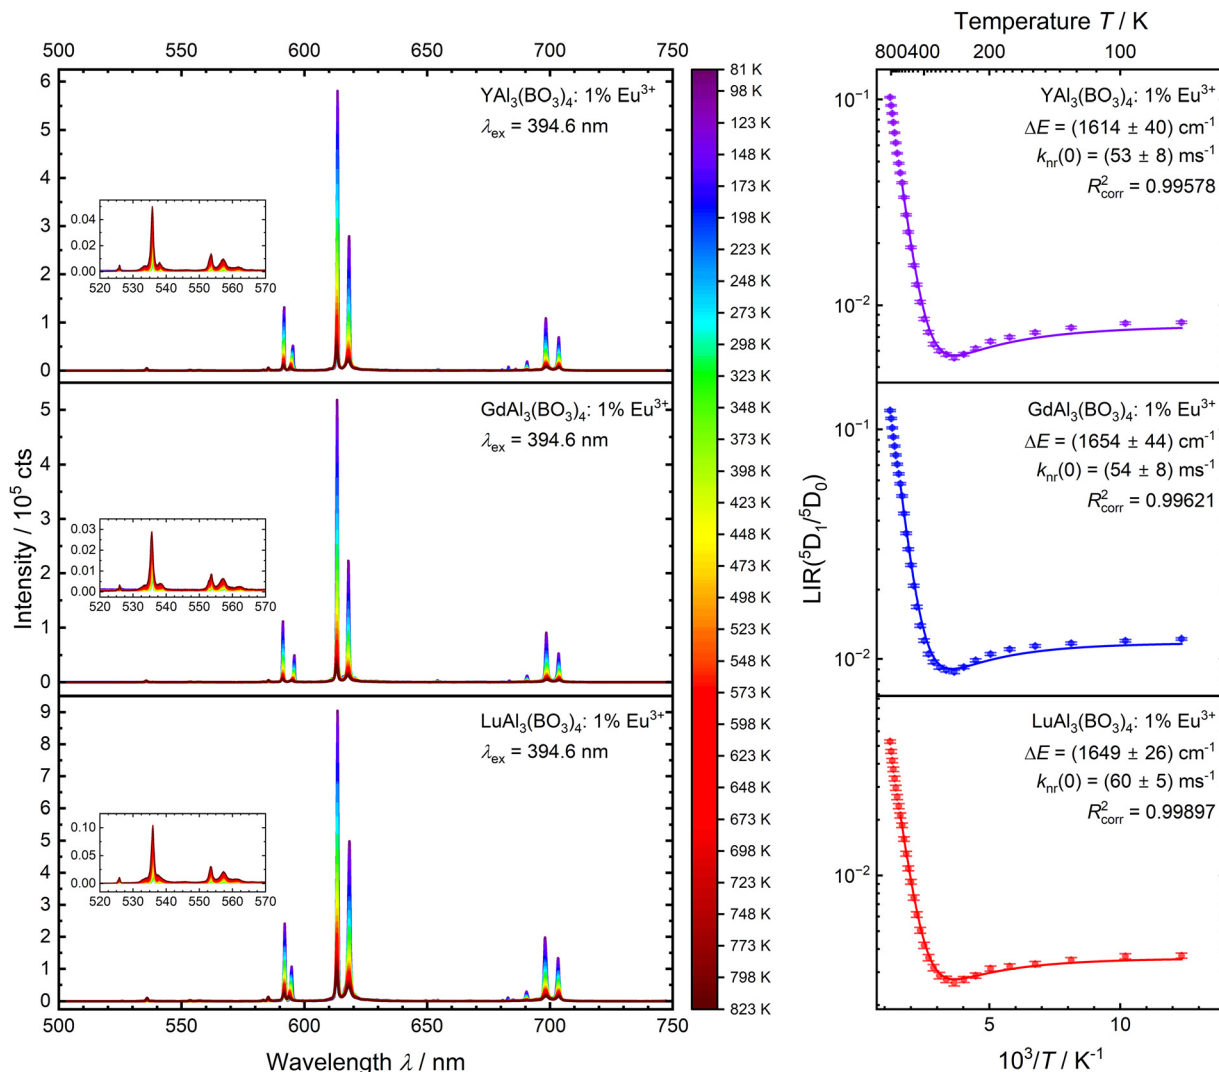 500 550 600 650 700 750
6
5
4
3
2
1
0
YAl₃(BO₃)₄: 1% Eu³⁺
λex = 394.6 nm
0.04
0.02
0.00
520 530 540 550 560 570
5
4
3
2
1
0
GdAl₃(BO₃)₄: 1% Eu³⁺
λex = 394.6 nm
0.03
0.02
0.01
0.00
520 530 540 550 560 570
9
8
7
6
5
4
3
2
1
0
LuAl₃(BO₃)₄: 1% Eu³⁺
λex = 394.6 nm
0.10
0.05
0.00
520 530 540 550 560 570
500 550 600 650 700 750
Intensity / 10⁵ cts
Wavelength λ / nm
81 K
98 K
123 K
148 K
173 K
198 K
223 K
248 K
273 K
298 K
323 K
348 K
373 K
398 K
423 K
448 K
473 K
498 K
523 K
548 K
573 K
598 K
623 K
648 K
673 K
698 K
723 K
748 K
773 K
798 K
823 K
Temperature T / K
800 400 200 100
10⁻¹
10⁻²
YAl₃(BO₃)₄: 1% Eu³⁺
ΔE = (1614 ± 40) cm⁻¹
knr(0) = (53 ± 8) ms⁻¹
R²corr = 0.99578
10⁻¹
10⁻²
GdAl₃(BO₃)₄: 1% Eu³⁺
ΔE = (1654 ± 44) cm⁻¹
knr(0) = (54 ± 8) ms⁻¹
R²corr = 0.99621
10⁻²
LuAl₃(BO₃)₄: 1% Eu³⁺
ΔE = (1649 ± 26) cm⁻¹
knr(0) = (60 ± 5) ms⁻¹
R²corr = 0.99897
LIR(⁵D₁/⁵D₀)
5 10
10³/T / K⁻¹